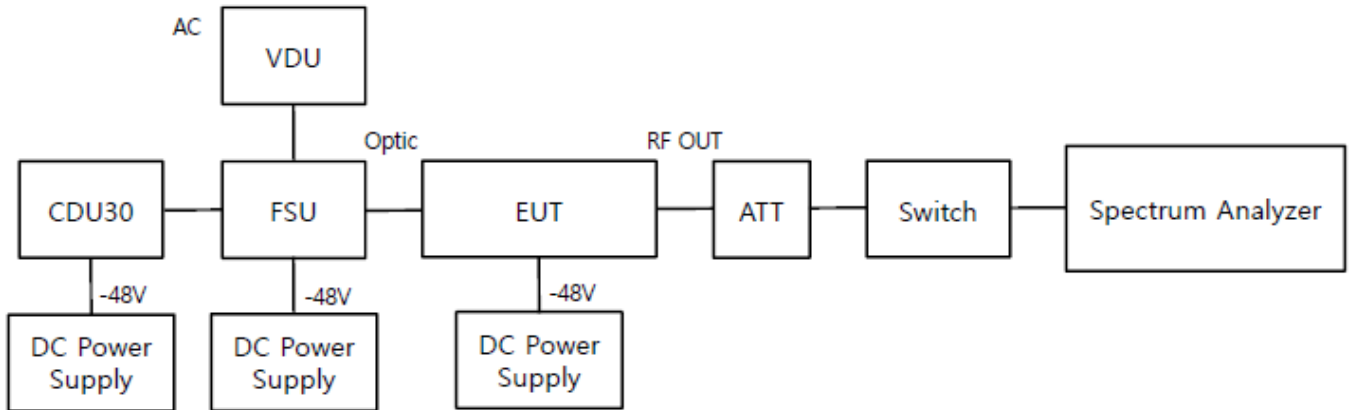 AC
VDU
Optic
RF OUT
CDU30
FSU
EUT
ATT
Switch
Spectrum Analyzer
-48V
-48V
-48V
DC Power
Supply
DC Power
Supply
DC Power
Supply